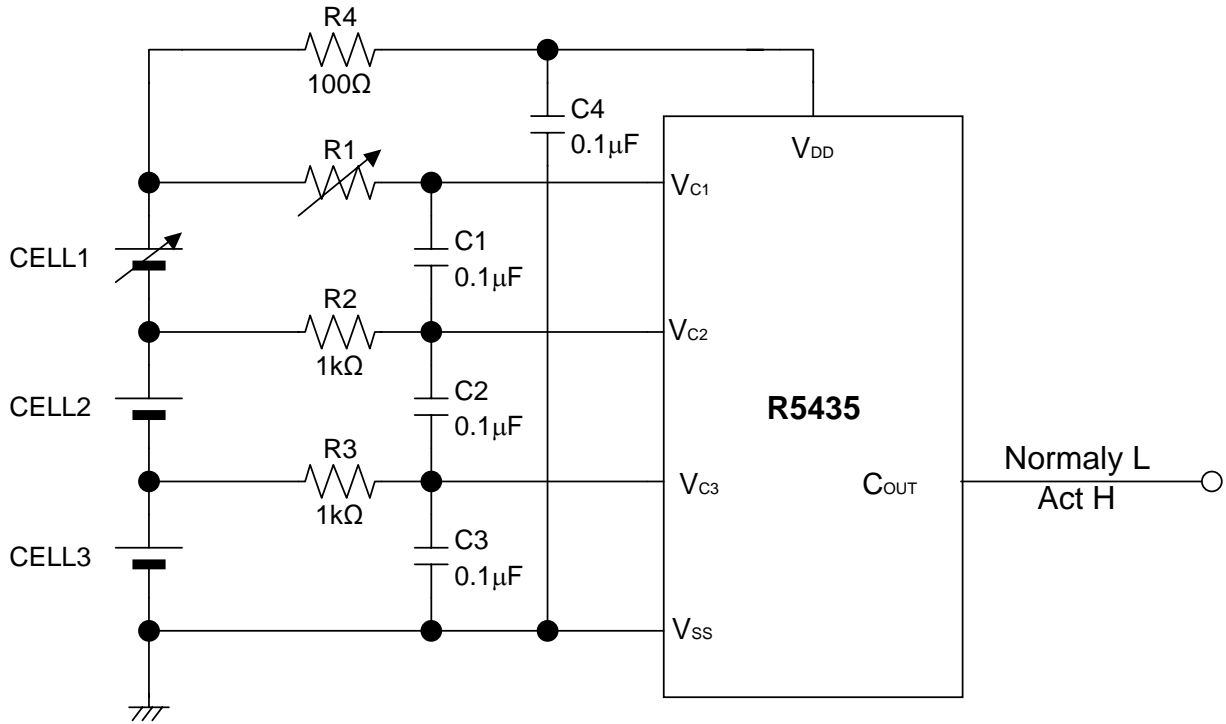 R4
100Ω
C4
0.1μF
VDD
R1
VC1
CELL1
C1
0.1μF
R2
1kΩ
VC2
CELL2
C2
0.1μF
R5435
R3
1kΩ
VC3
COUT
Normaly L
Act H
CELL3
C3
0.1μF
VSS